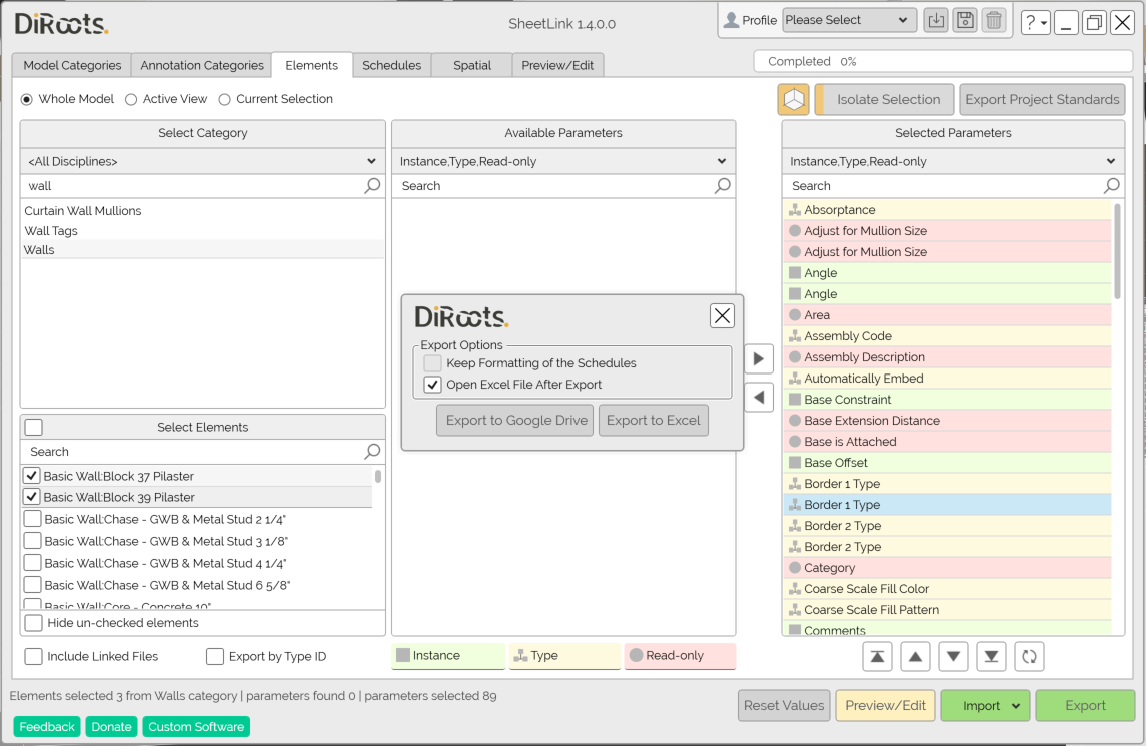 DiRoots.
SheetLink 1.4.0.0
Profile
Please Select
?
Model Categories
Annotation Categories
Elements
Schedules
Spatial
Preview/Edit
Completed 0%
Whole Model
Active View
Current Selection
Isolate Selection
Export Project Standards
Select Category
<All Disciplines>
wall
Curtain Wall Mullions
Wall Tags
Walls
Select Elements
Search
Basic Wall:Block 37 Pilaster
Basic Wall:Block 39 Pilaster
Basic Wall:Chase - GWB & Metal Stud 2 1/4"
Basic Wall:Chase - GWB & Metal Stud 3 1/8"
Basic Wall:Chase - GWB & Metal Stud 4 1/4"
Basic Wall:Chase - GWB & Metal Stud 6 5/8"
Basic Wall:Core - Concrete 10"
Hide un-checked elements
Include Linked Files
Export by Type ID
Available Parameters
Instance,Type,Read-only
Search
DiRoots.
Export Options
Keep Formatting of the Schedules
Open Excel File After Export
Export to Google Drive
Export to Excel
Instance
Type
Read-only
Selected Parameters
Instance,Type,Read-only
Search
Absorptance
Adjust for Mullion Size
Adjust for Mullion Size
Angle
Angle
Area
Assembly Code
Assembly Description
Automatically Embed
Base Constraint
Base Extension Distance
Base is Attached
Base Offset
Border 1 Type
Border 1 Type
Border 2 Type
Border 2 Type
Category
Coarse Scale Fill Color
Coarse Scale Fill Pattern
Comments
Elements selected 3 from Walls category | parameters found 0 | parameters selected 89
Feedback
Donate
Custom Software
Reset Values
Preview/Edit
Import
Export